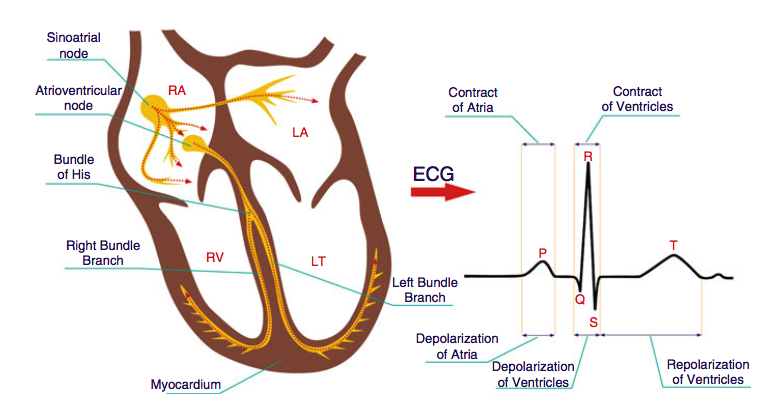 Sinoatrial
node
Atrioventricular
node
RA
LA
Bundle
of His
Right Bundle
Branch
RV
LT
Left Bundle
Branch
Myocardium
ECG
Contract
of Atria
Contract
of Ventricles
R
P
T
Q
S
Depolarization
of Atria
Depolarization
of Ventricles
Repolarization
of Ventricles